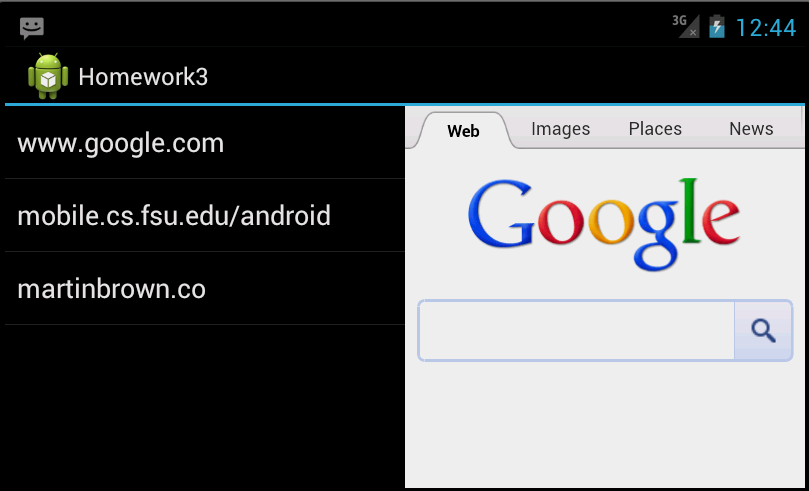 3G 12:44
Homework3
www.google.com
mobile.cs.fsu.edu/android
martinbrown.co
Web Images Places News
Google